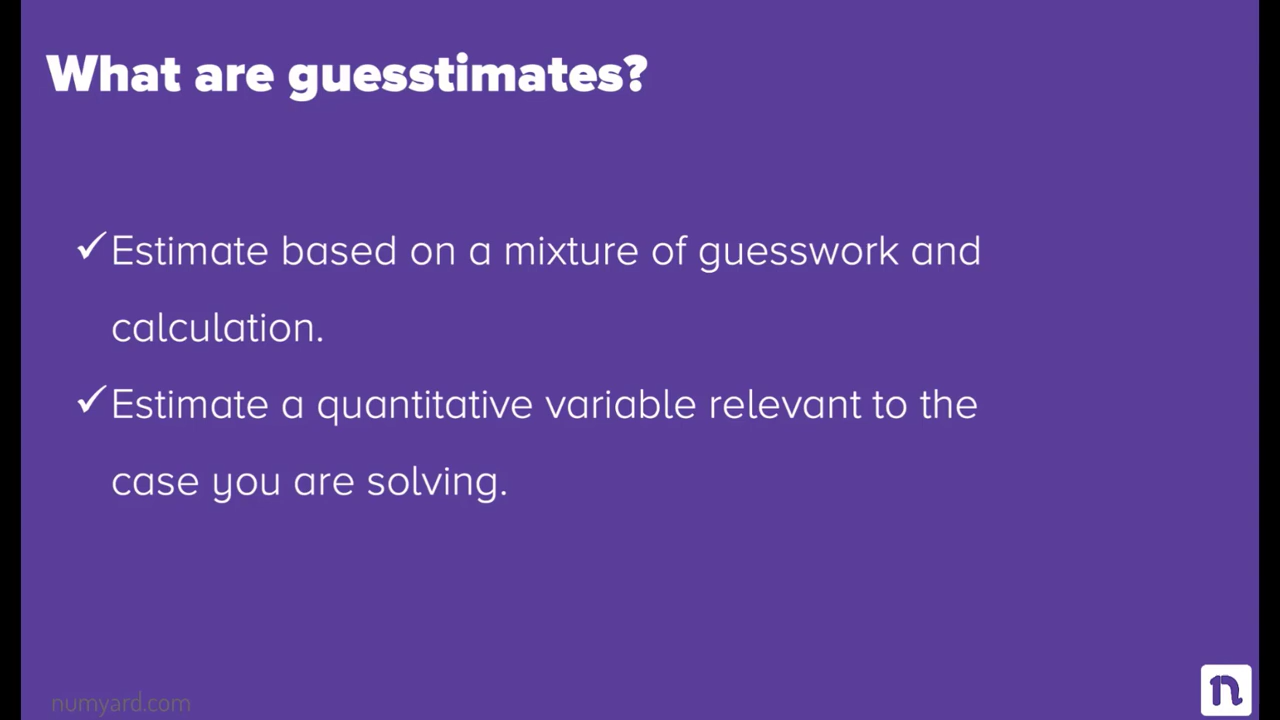 What are guesstimates?
✓Estimate based on a mixture of guesswork and
calculation.
✓Estimate a quantitative variable relevant to the
case you are solving.
numyard.com
n